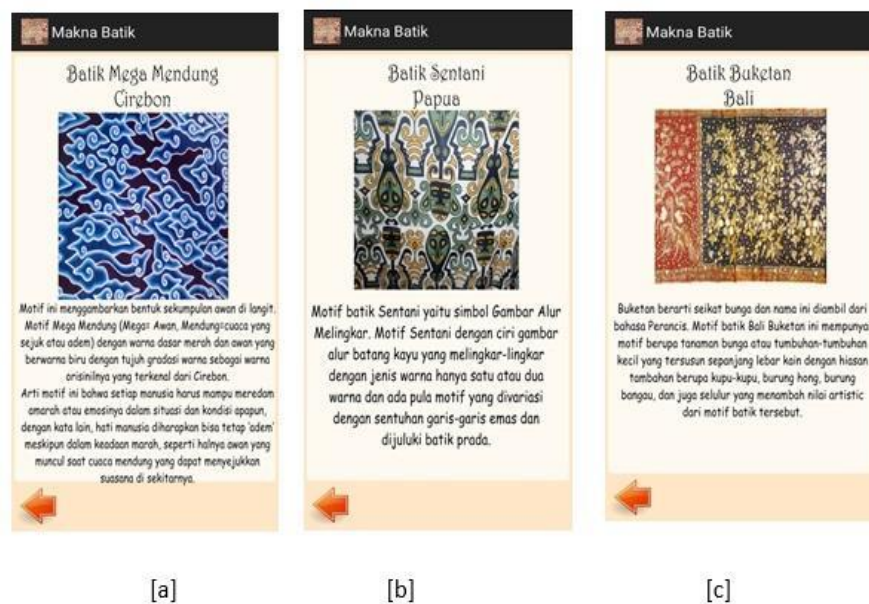 Makna Batik
Batik Mega Mendung
Cirebon
Motif ini menggambarkan bentuk sekumpulan awan di langit.
Motif Mega Mendung (Mega= Awan, Mendung=cuaca yang
sejuk atau adem) dengan warna dasar merah dan awan yang
berwarna biru dengan tujuh gradasi warna sebagai warna
orisinilnya yang terkenal dari Cirebon.
Arti motif ini bahwa setiap manusia harus mampu meredam
amarah atau emosinya dalam situasi dan kondisi apapun,
dengan kata lain, hati manusia diharapkan bisa tetap 'adem'
meskipun dalam keadaan marah, seperti halnya awan yang
muncul saat cuaca mendung yang dapat menyejukkan
suasana di sekitarnya.
[a]
Makna Batik
Batik Sentani
Papua
Motif batik Sentani yaitu simbol Gambar Alur
Melingkar. Motif Sentani dengan ciri gambar
alur batang kayu yang melingkar-lingkar
dengan jenis warna hanya satu atau dua
warna dan ada pula motif yang divariasi
dengan sentuhan garis-garis emas dan
dijuluki batik prada.
[b]
Makna Batik
Batik Buketan
Bali
Buketan berarti seikat bunga dan nama ini diambil dari
bahasa Perancis. Motif batik Bali Buketan ini mempunya
motif berupa tanaman bunga atau tumbuhan-tumbuhan
kecil yang tersusun sepanjang lebar kain dengan hiasan
tambahan berupa kupu-kupu, burung hong, burung
bangau, dan juga selulur yang menambah nilai artistic
dari motif batik tersebut.
[c]